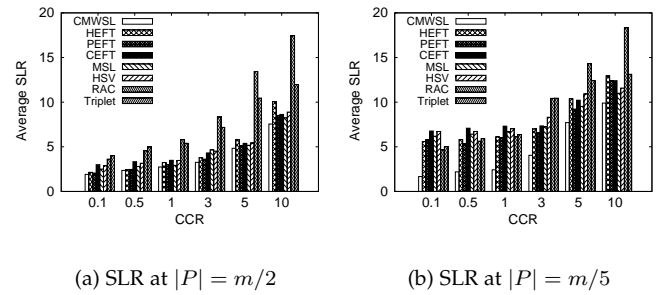 20
15
10
5
0
Average SLR
CMWSL
HEFT
PEFT
CEFT
MSL
HSV
RAC
Triplet
0.1 0.5 1 3 5 10
CCR
(a) SLR at |P| = m/2
20
15
10
5
0
Average SLR
CMWSL
HEFT
PEFT
CEFT
MSL
HSV
RAC
Triplet
0.1 0.5 1 3 5 10
CCR
(b) SLR at |P| = m/5